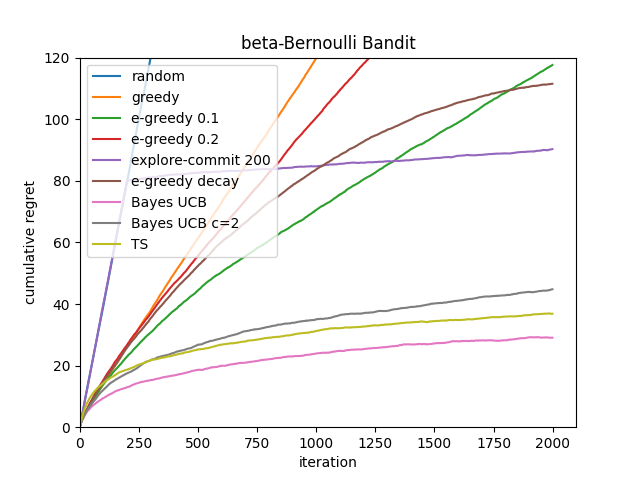 beta-Bernoulli Bandit
cumulative regret
120
100
80
60
40
20
0
random
greedy
e-greedy 0.1
e-greedy 0.2
explore-commit 200
e-greedy decay
Bayes UCB
Bayes UCB c=2
TS
0 250 500 750 1000 1250 1500 1750 2000
iteration